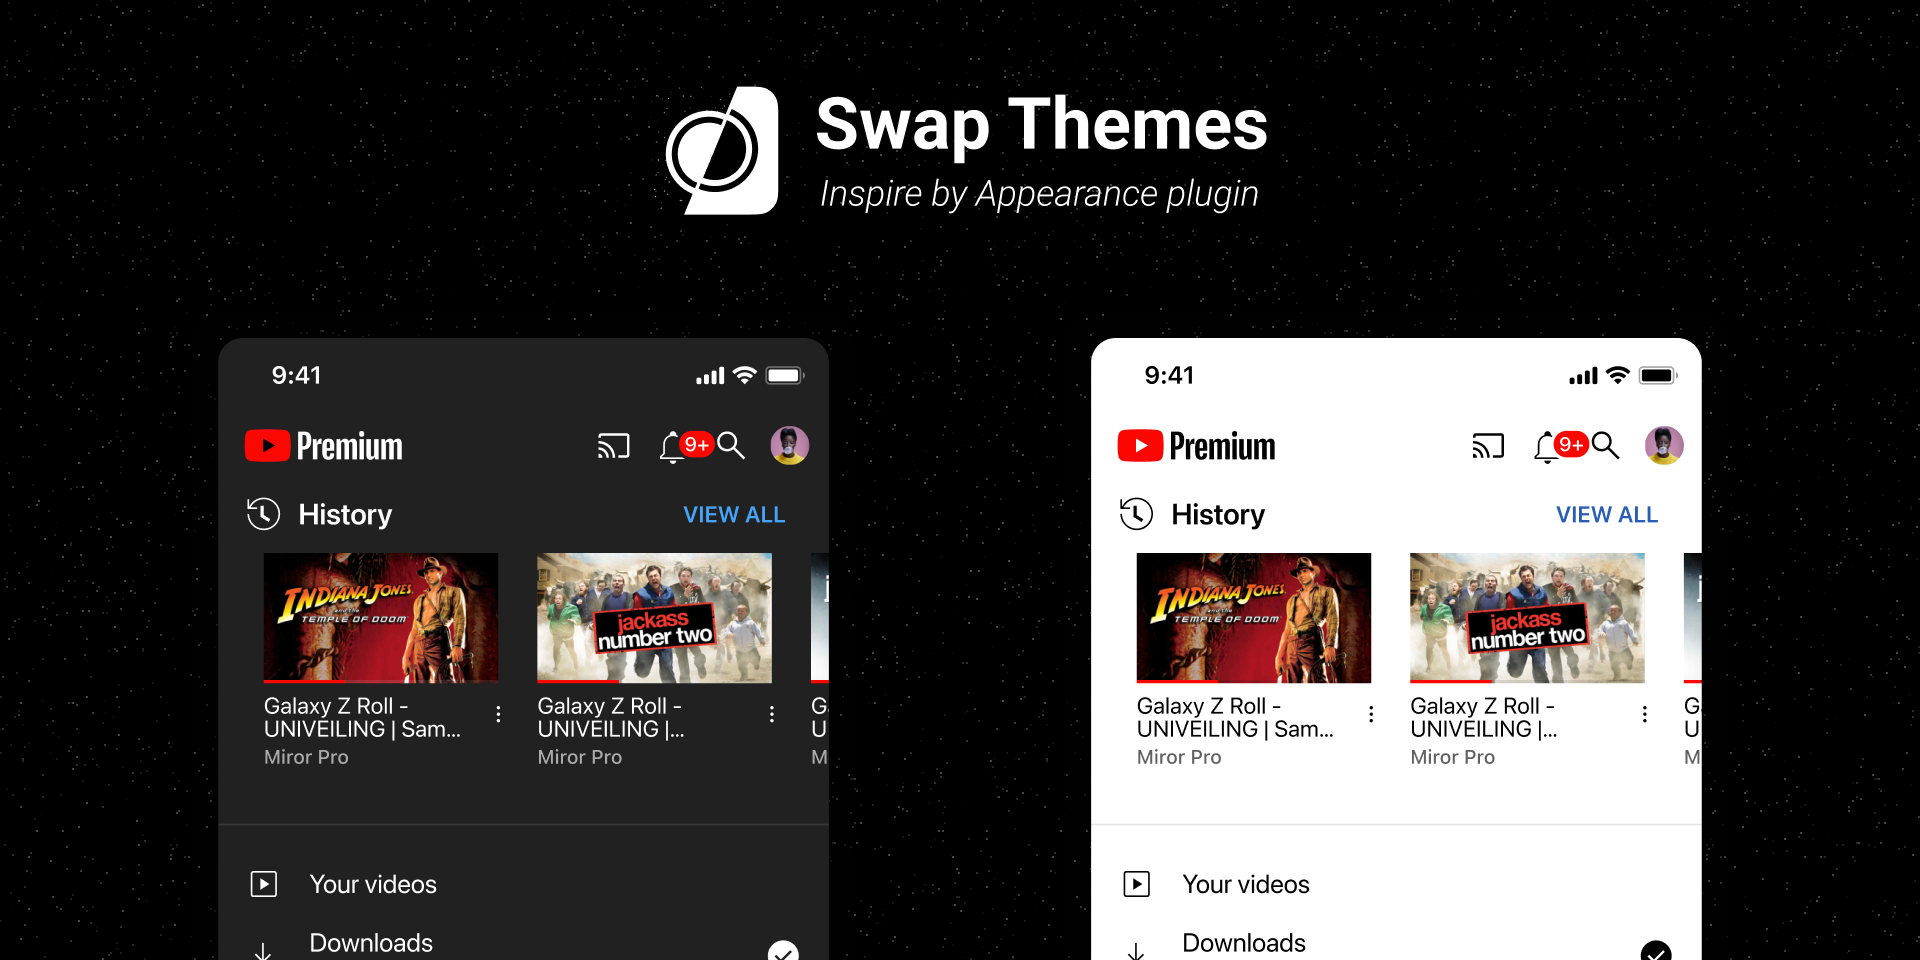 Swap Themes
Inspire by Appearance plugin
9:41
Premium
9+
History
VIEW ALL
INDIANA JONES
and the
TEMPLE OF DOOM
jackass
number two
Galaxy Z Roll -
UNIVEILING | Sam...
Miror Pro
Galaxy Z Roll -
UNIVEILING |...
Miror Pro
G
U
M
Your videos
Downloads
9:41
Premium
9+
History
VIEW ALL
INDIANA JONES
and the
TEMPLE OF DOOM
jackass
number two
Galaxy Z Roll -
UNIVEILING | Sam...
Miror Pro
Galaxy Z Roll -
UNIVEILING |...
Miror Pro
G
U
M
Your videos
Downloads